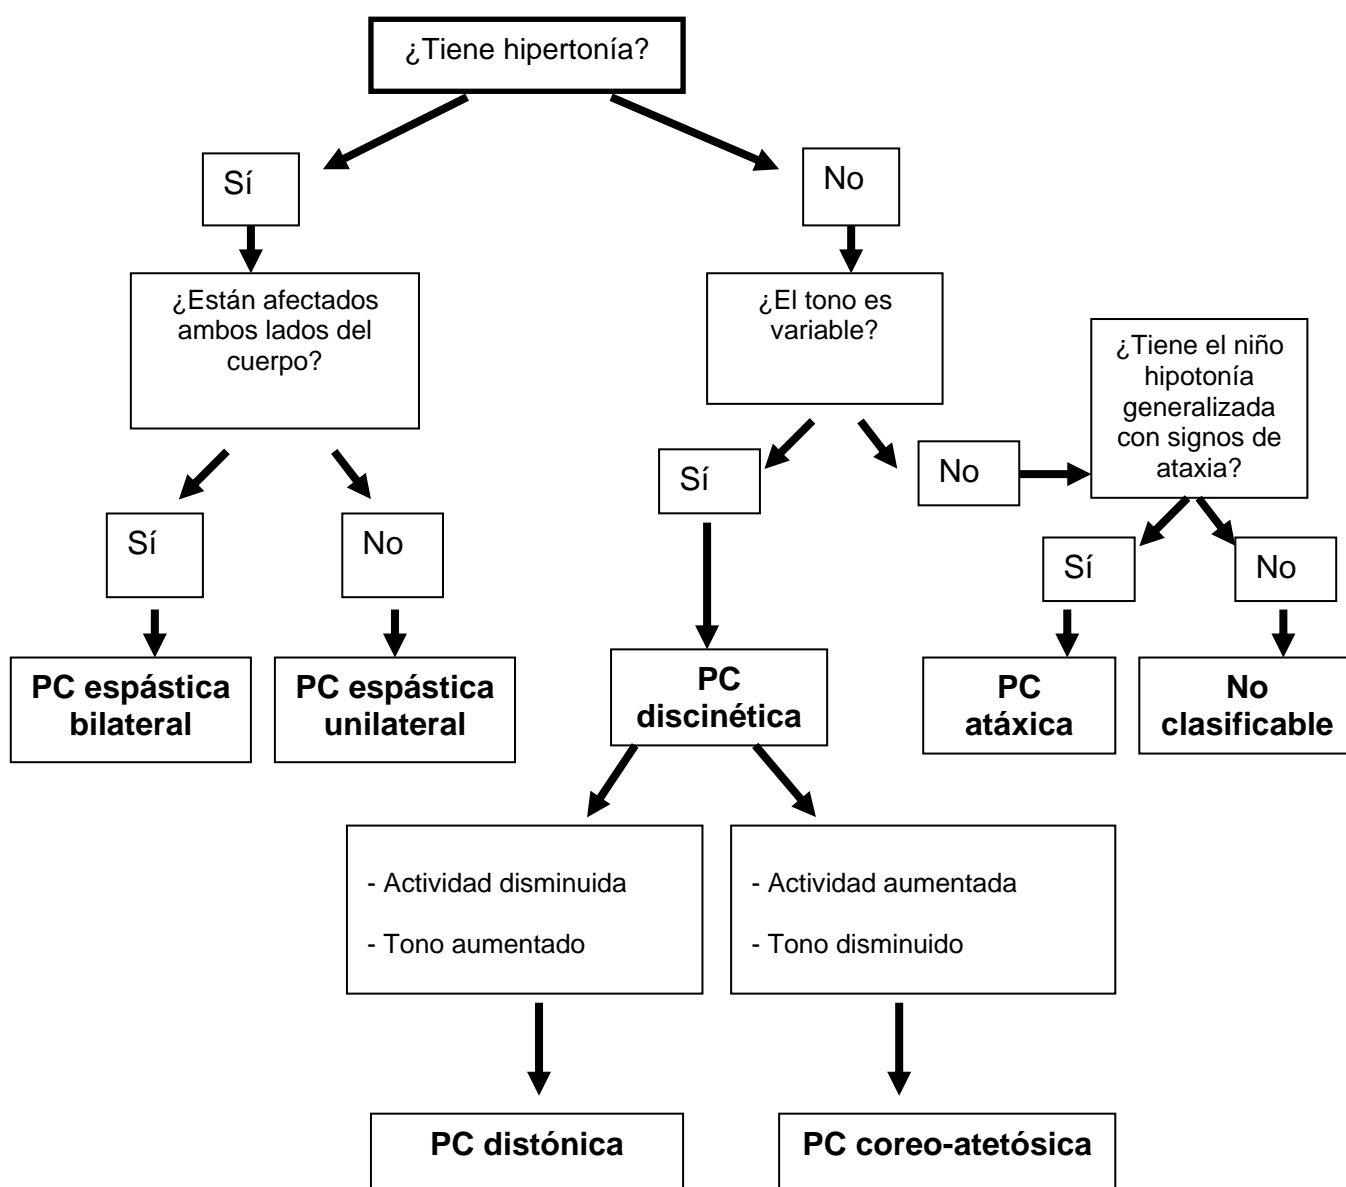 ¿Tiene hipertonía?
Sí
No
¿Están afectados
ambos lados del
cuerpo?
¿El tono es
variable?
¿Tiene el niño
hipotonía
generalizada
con signos de
ataxia?
Sí
No
Sí
No
Sí
No
PC espástica
bilateral
PC espástica
unilateral
PC
discinética
PC
atáxica
No
clasificable
- Actividad disminuida
- Tono aumentado
- Actividad aumentada
- Tono disminuido
PC distónica
PC coreo-atetósica